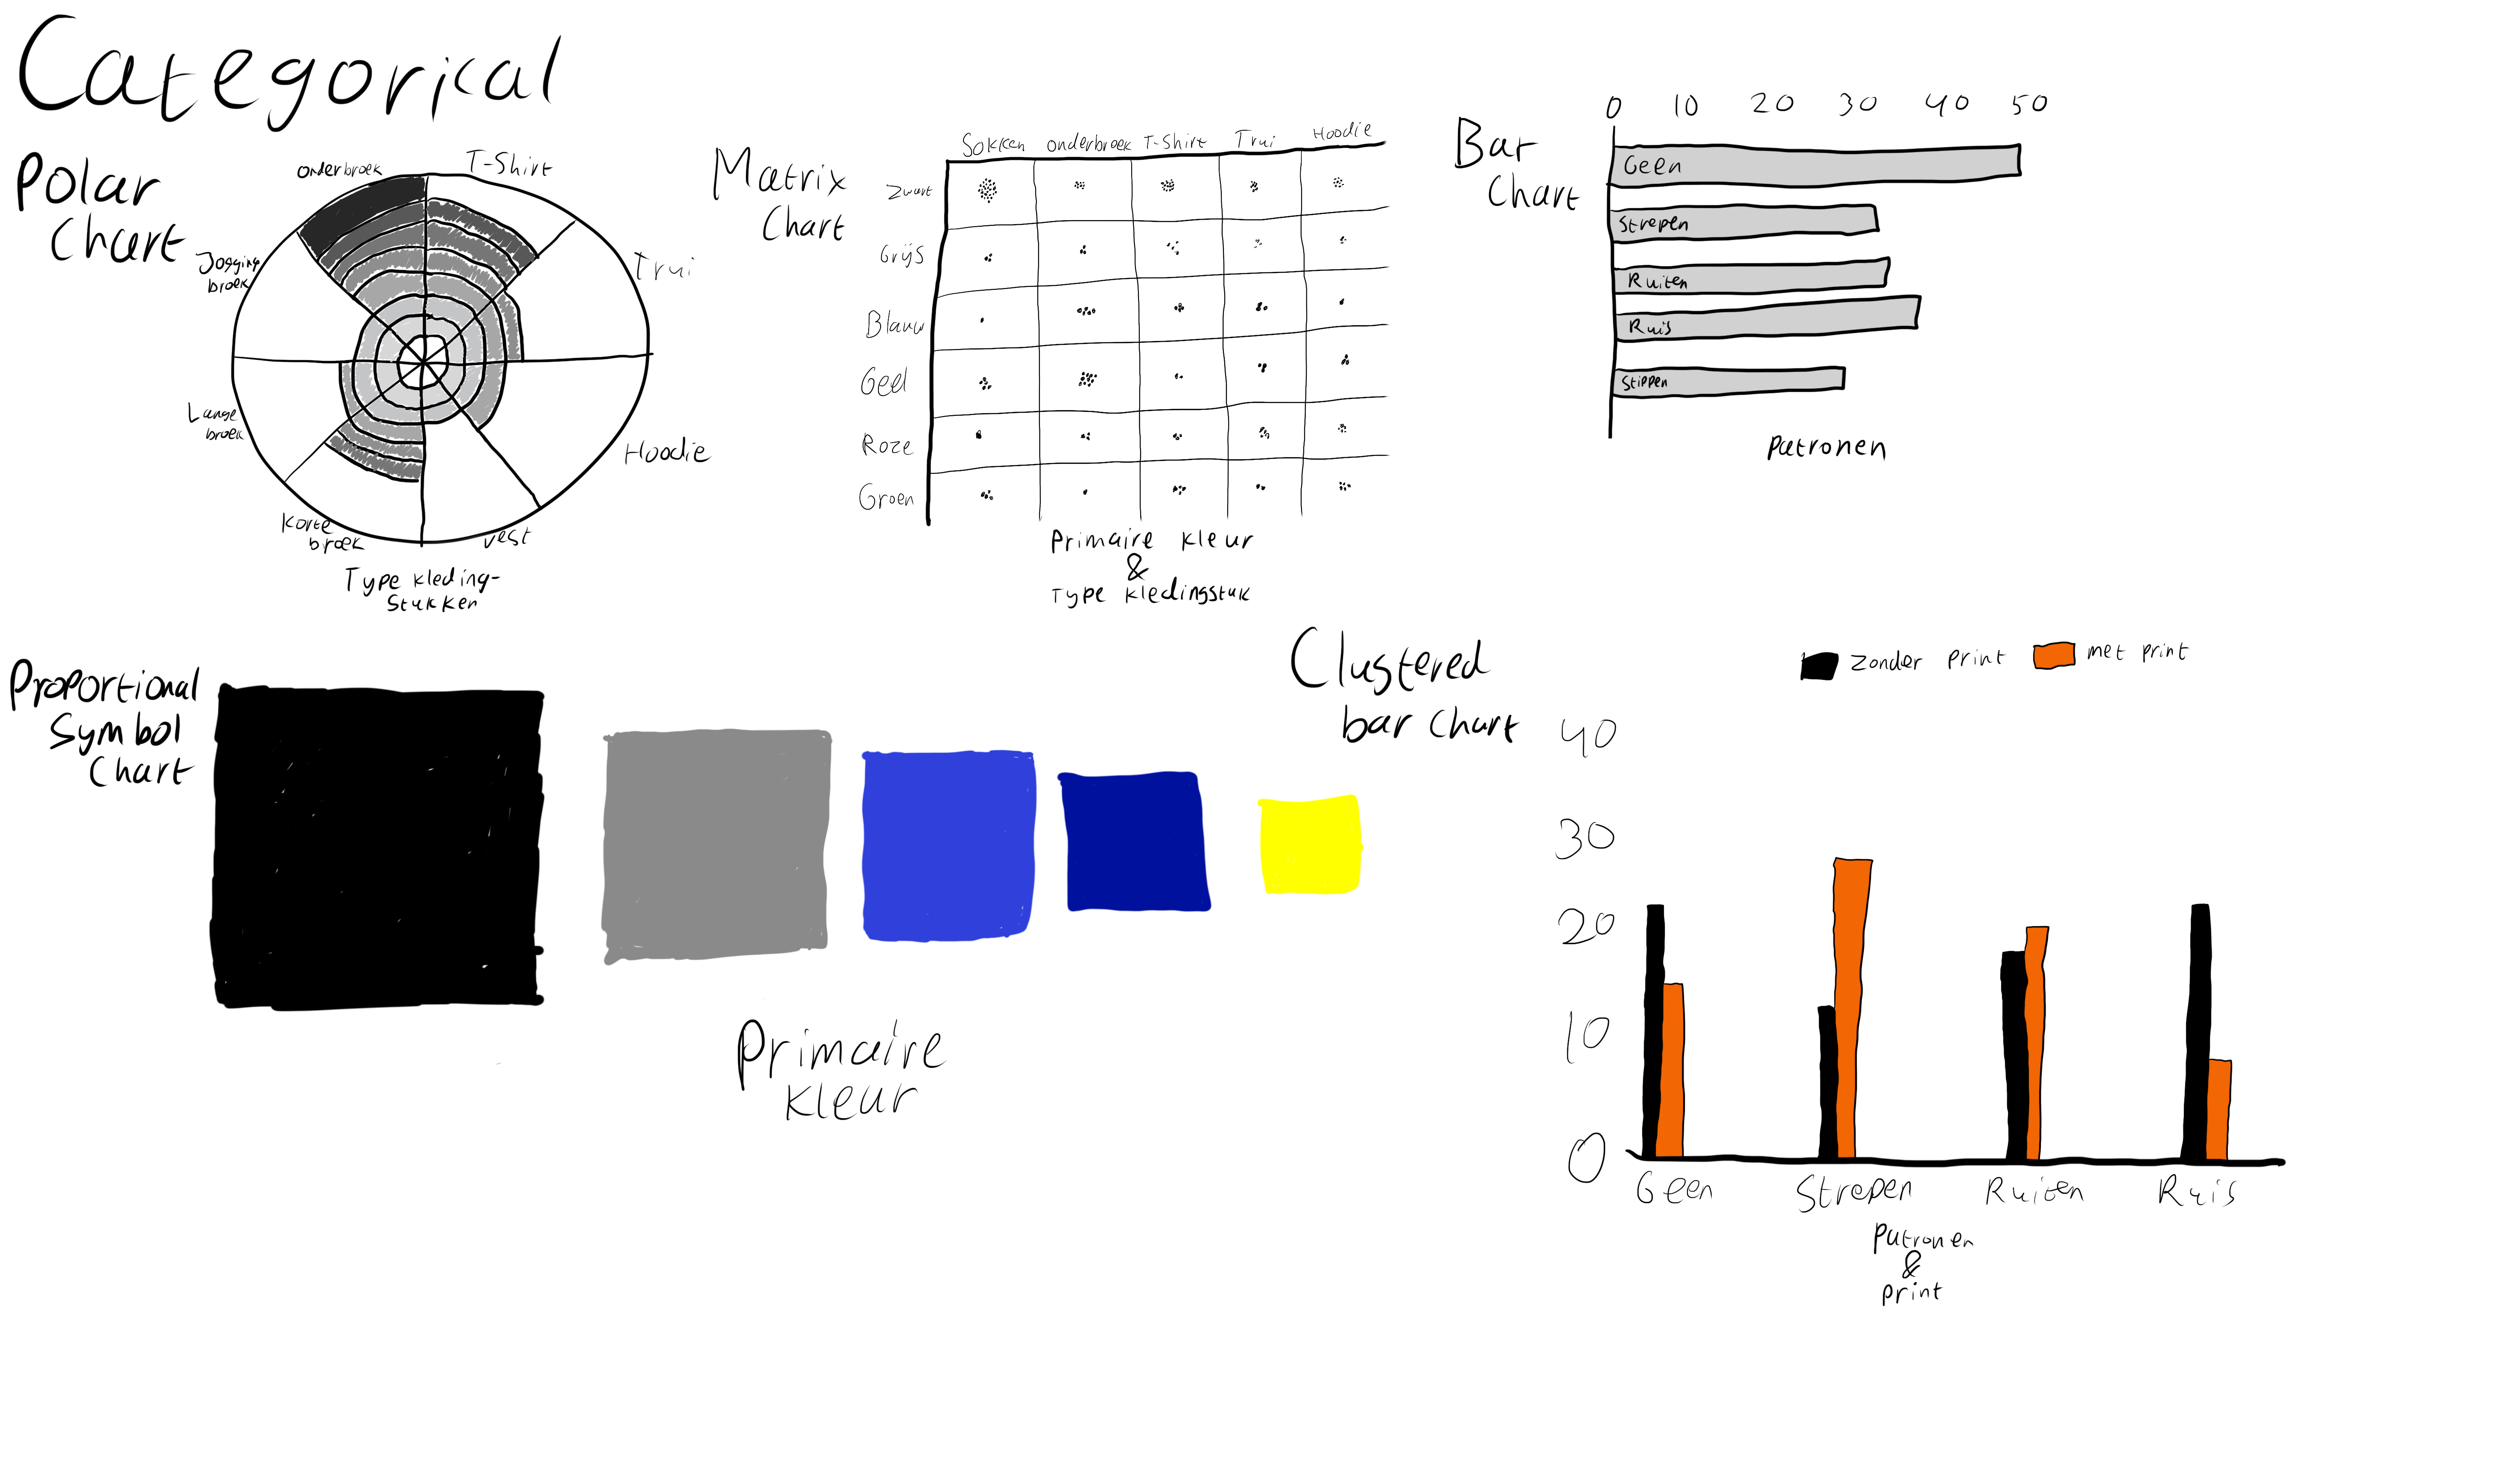 Categorical
Polar
Chart
onderbroek
T-Shirt
Jogging
broek
Trui
Lange
broek
Hoodie
Korte
broek
vest
Type kleding-
stukken
Matrix
Chart
Sokken onderbroek T-Shirt Trui Hoodie
Zwart
Grijs
Blauw
Geel
Roze
Groen
Primaire kleur
&
Type kledingstuk
Bar
Chart
0 10 20 30 40 50
Geen
Strepen
Ruiten
Ruis
Stippen
Patronen
Proportional
Symbol
Chart
Primaire
kleur
Clustered
bar chart
zonder print met print
40
30
20
10
0
Geen Strepen Ruiten Ruis
Patronen
&
print